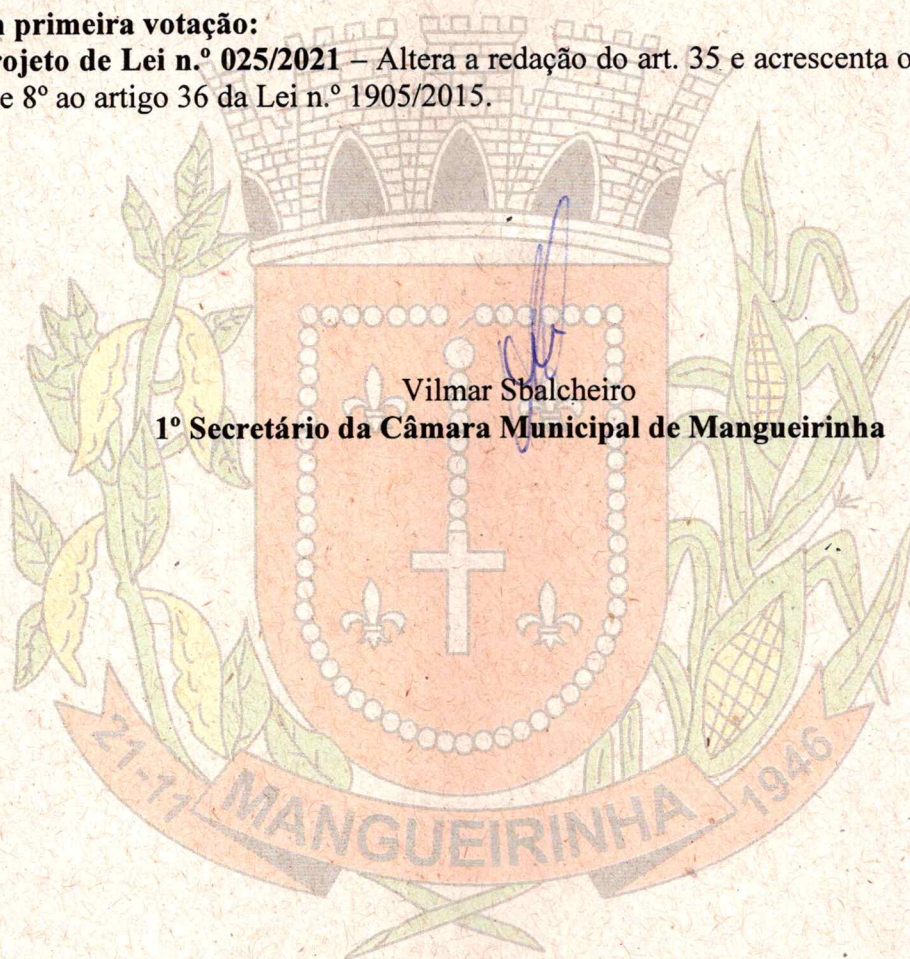 primeira votação:
Projeto de Lei n.º 025/2021 – Altera a redação do art. 35 e acrescenta
e 8º ao artigo 36 da Lei n.º 1905/2015.
Vilmar Sbalcheiro
1º Secretário da Câmara Municipal de Mangueirinha
21-11 MANGUEIRINHA 1946